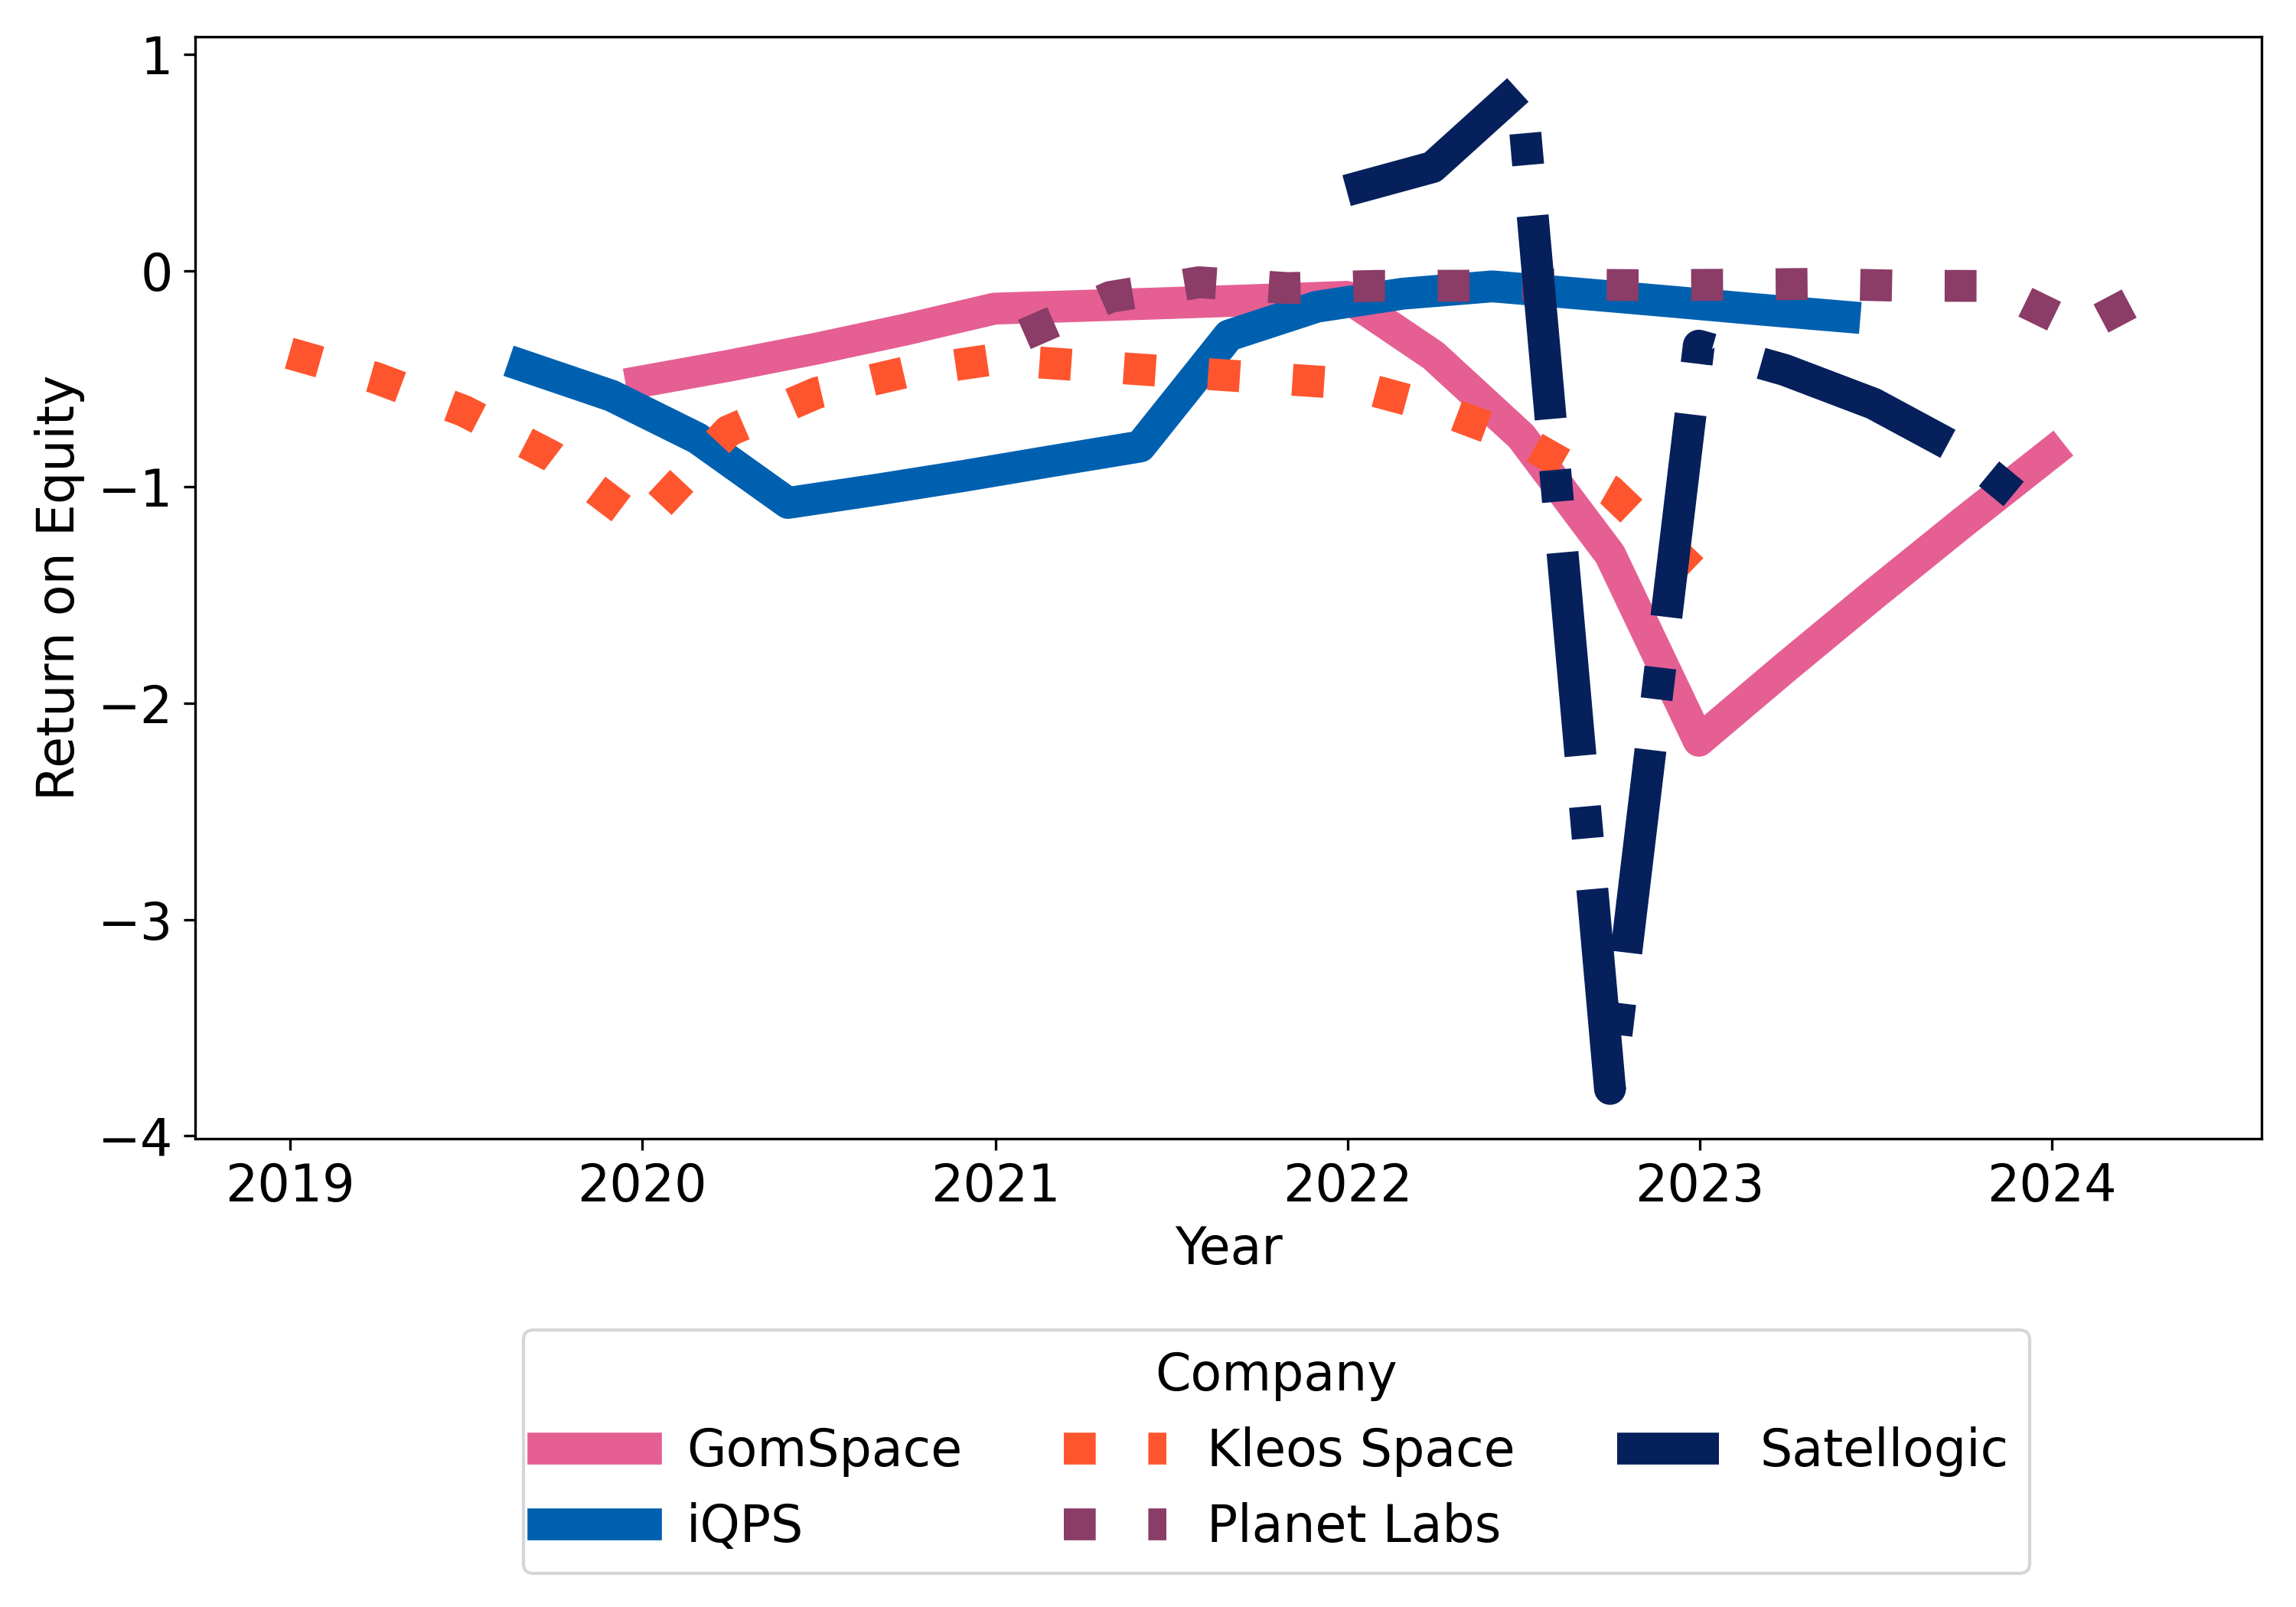 1
0
−1
−2
−3
−4
Return on Equity
2019 2020 2021 2022 2023 2024
Year
Company
GomSpace Kleos Space Satellogic
iQPS Planet Labs